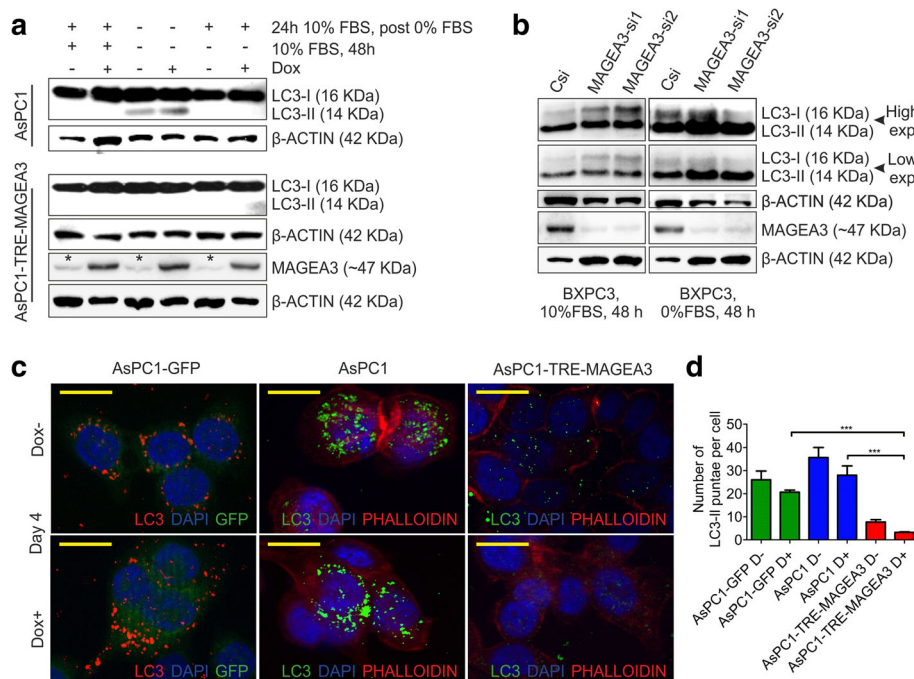 a
+ + - - + + 24h 10% FBS, post 0% FBS
+ + - - - - 10% FBS, 48h
- + - + - + Dox
AsPC1
LC3-I (16 KDa)
LC3-II (14 KDa)
β-ACTIN (42 KDa)
AsPC1-TRE-MAGEA3
LC3-I (16 KDa)
LC3-II (14 KDa)
β-ACTIN (42 KDa)
* * * MAGEA3 (~47 KDa)
β-ACTIN (42 KDa)
b
Csi MAGEA3-si1 MAGEA3-si2 Csi MAGEA3-si1 MAGEA3-si2
LC3-I (16 KDa)
LC3-II (14 KDa)
High
exp
LC3-I (16 KDa)
LC3-II (14 KDa)
Low
exp
β-ACTIN (42 KDa)
MAGEA3 (~47 KDa)
β-ACTIN (42 KDa)
BXPC3,
10%FBS, 48 h
BXPC3,
0%FBS, 48 h
c
AsPC1-GFP AsPC1 AsPC1-TRE-MAGEA3
Day 4
Dox-
LC3 DAPI GFP
LC3 DAPI PHALLOIDIN
LC3 DAPI PHALLOIDIN
Dox+
LC3 DAPI GFP
LC3 DAPI PHALLOIDIN
LC3 DAPI PHALLOIDIN
d
Number of
LC3-II puntae per cell
50
40
30
20
10
0
***
***
AsPC1-GFP D-
AsPC1-GFP D+
AsPC1 D-
AsPC1 D+
AsPC1-TRE-MAGEA3 D-
AsPC1-TRE-MAGEA3 D+